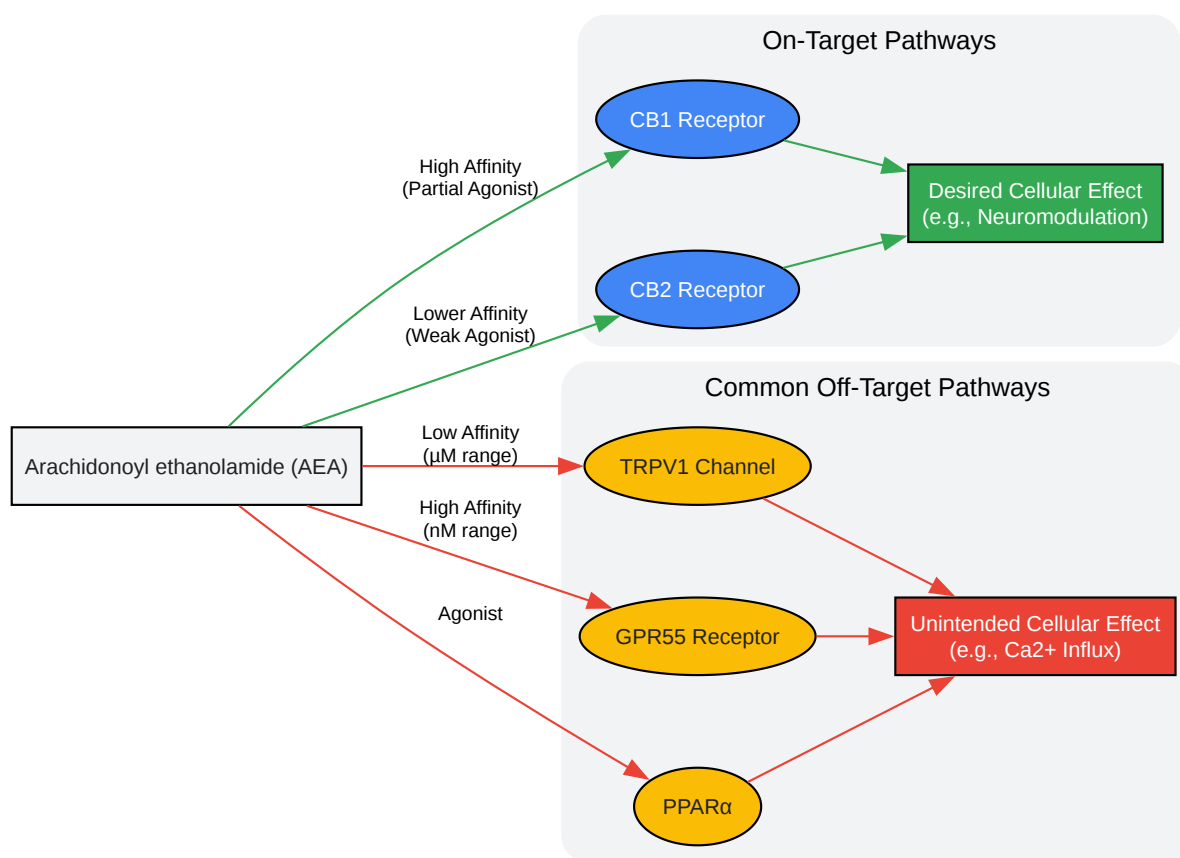 On-Target Pathways
CB1 Receptor
High Affinity
(Partial Agonist)
Desired Cellular Effect
(e.g., Neuromodulation)
CB2 Receptor
Lower Affinity
(Weak Agonist)
Common Off-Target Pathways
Arachidonoyl ethanolamide (AEA)
Low Affinity
(µM range)
TRPV1 Channel
High Affinity
(nM range)
Agonist
GPR55 Receptor
Unintended Cellular Effect
(e.g., Ca2+ Influx)
PPARα